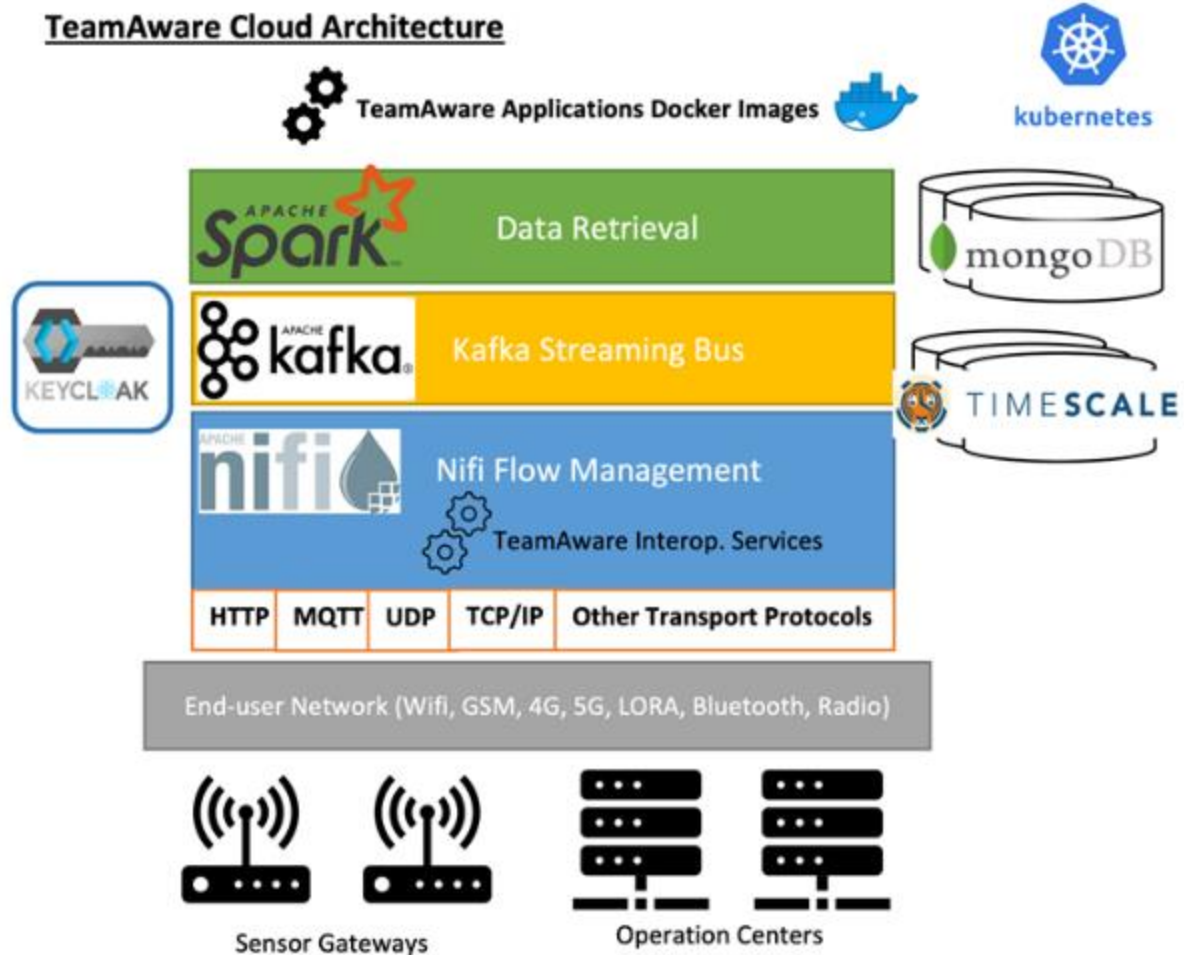 TeamAware Cloud Architecture
kubernetes
TeamAware Applications Docker Images
APACHE
Spark
Data Retrieval
mongoDB
KEYCLOAK
APACHE
kafka®
Kafka Streaming Bus
TIMESCALE
APACHE
nifi
Nifi Flow Management
TeamAware Interop. Services
HTTP
MQTT
UDP
TCP/IP
Other Transport Protocols
End-user Network (Wifi, GSM, 4G, 5G, LORA, Bluetooth, Radio)
Sensor Gateways
Operation Centers